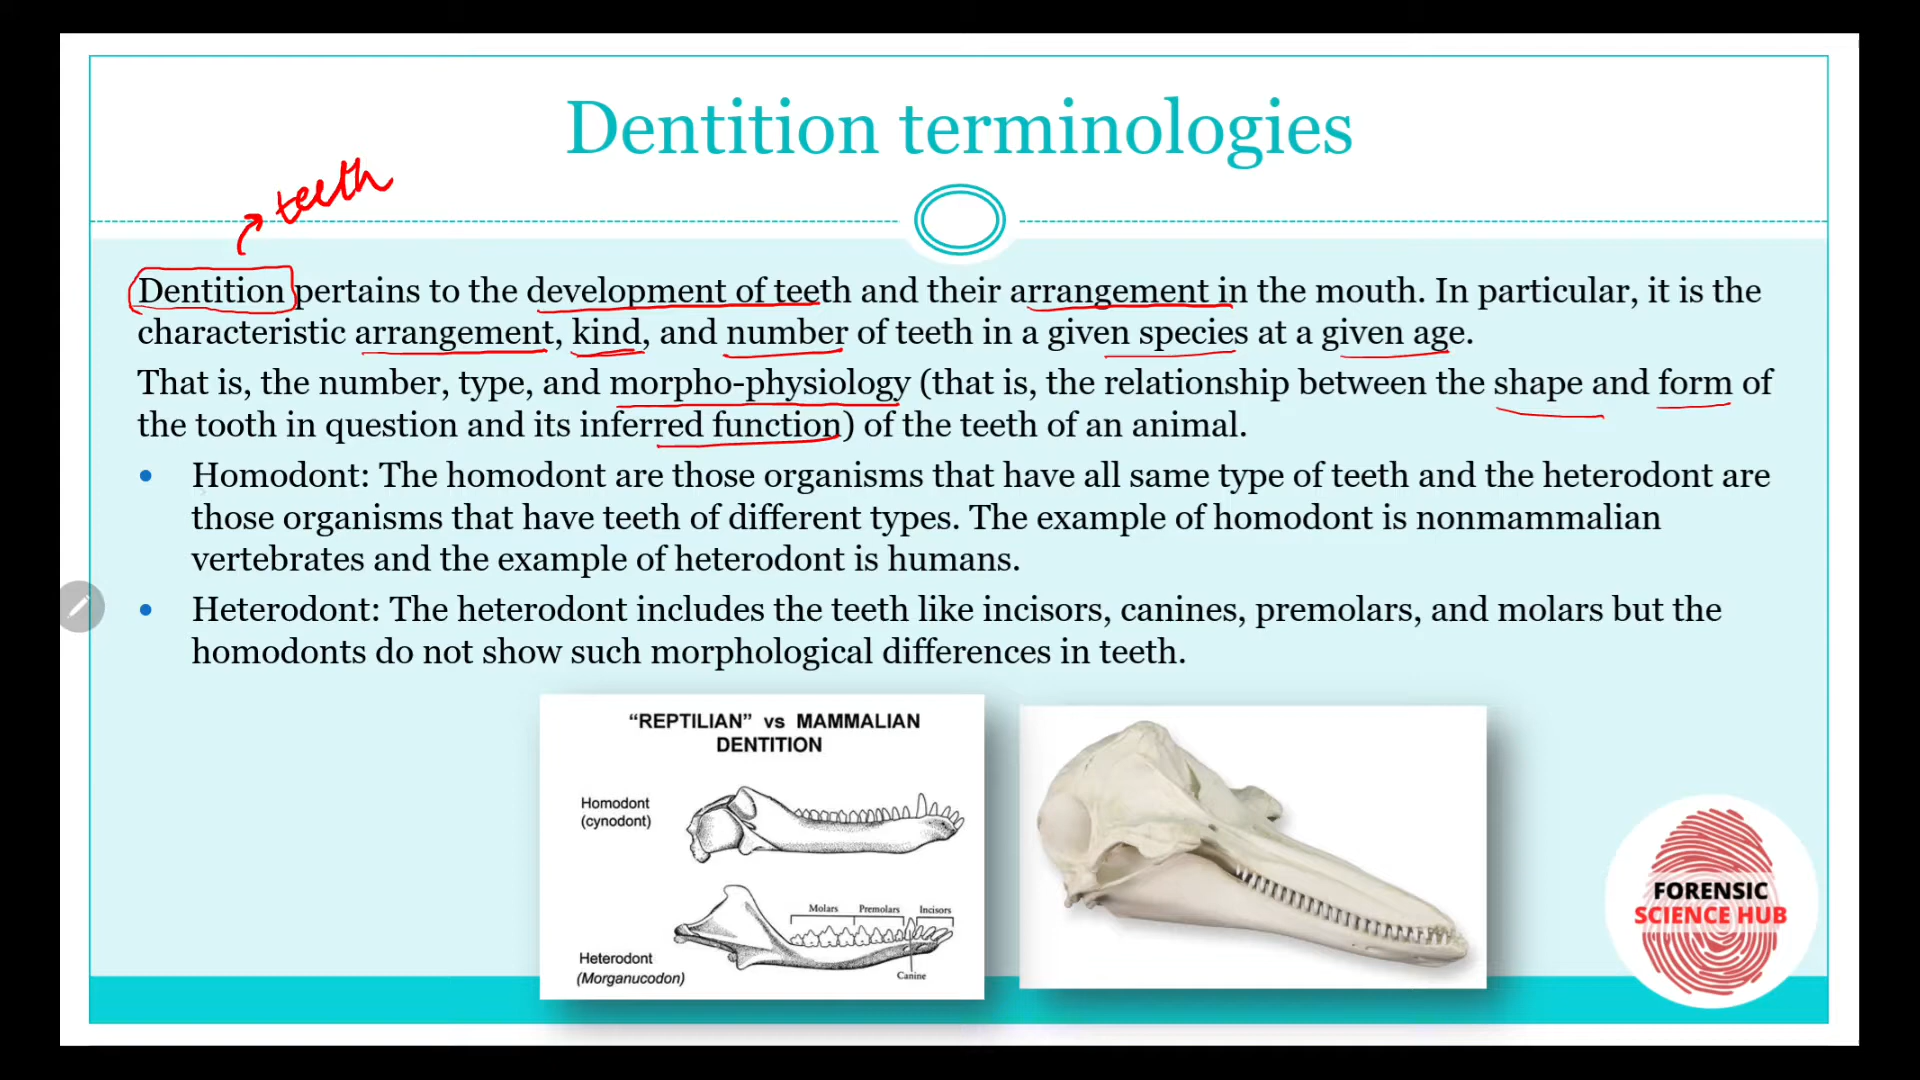 Dentition terminologies
teeth
Dentition pertains to the development of teeth and their arrangement in the mouth. In particular, it is the
characteristic arrangement, kind, and number of teeth in a given species at a given age.
That is, the number, type, and morpho-physiology (that is, the relationship between the shape and form of
the tooth in question and its inferred function) of the teeth of an animal.
• Homodont: The homodont are those organisms that have all same type of teeth and the heterodont are
those organisms that have teeth of different types. The example of homodont is nonmammalian
vertebrates and the example of heterodont is humans.
• Heterodont: The heterodont includes the teeth like incisors, canines, premolars, and molars but the
homodonts do not show such morphological differences in teeth.
“REPTILIAN” vs MAMMALIAN
DENTITION
Homodont
(cynodont)
Molars Premolars Incisors
Heterodont
(Morganucodon)
Canine
FORENSIC
SCIENCE HUB